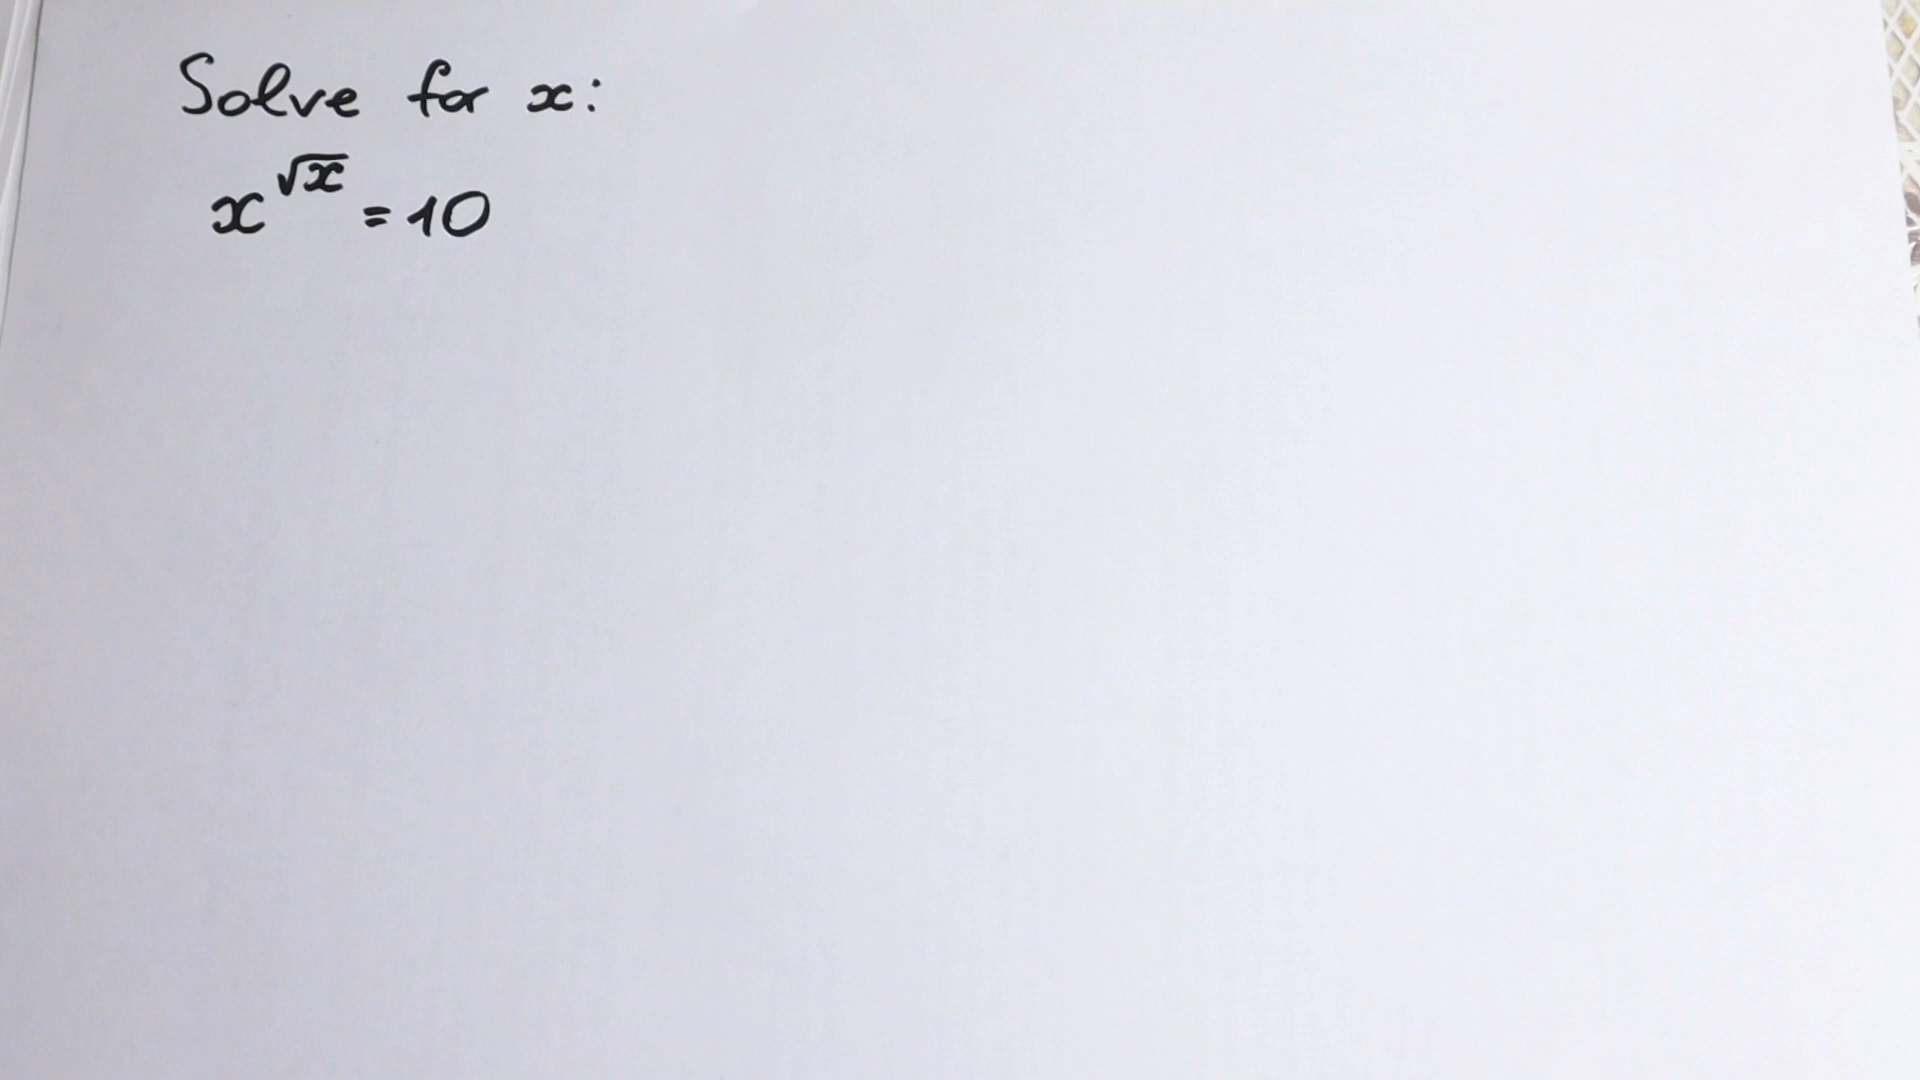 Solve for x:
x^√x = 10